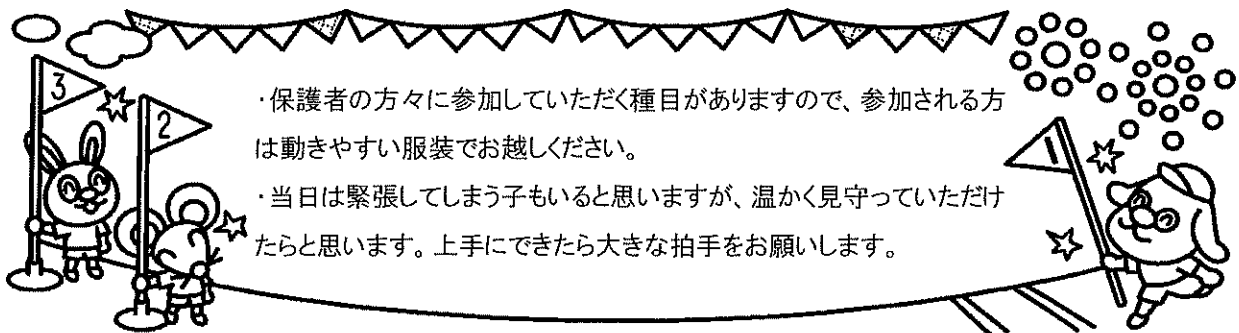 3
2
1
・保護者の方々に参加していただく種目がありますので、参加される方
は動きやすい服装でお越しください。
・当日は緊張してしまう子もいると思いますが、温かく見守っていただけ
たらと思います。上手にできたら大きな拍手をお願いします。